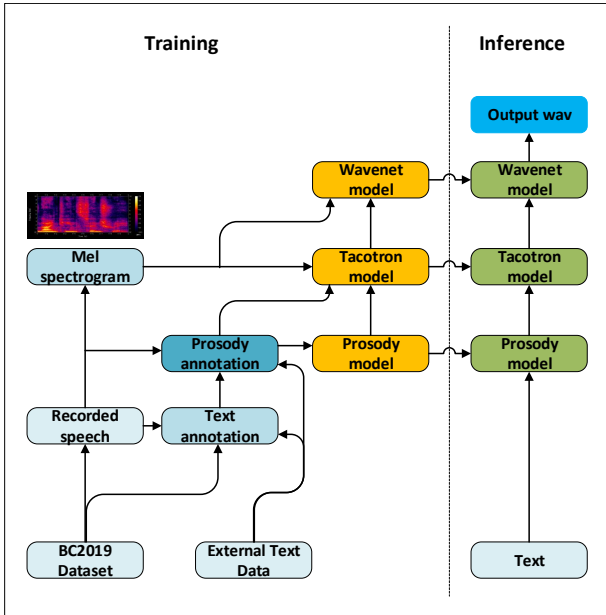 Training
Inference
Output wav
Wavenet
model
Wavenet
model
Mel
spectrogram
Tacotron
model
Tacotron
model
Prosody
annotation
Prosody
model
Prosody
model
Recorded
speech
Text
annotation
BC2019
Dataset
External Text
Data
Text